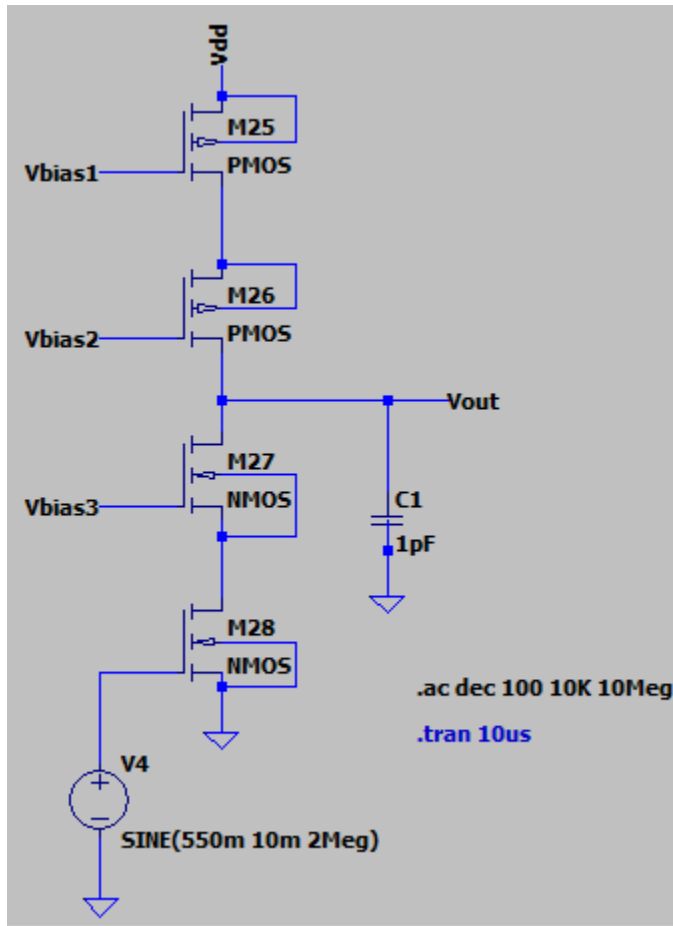 Vdd
M25
Vbias1
PMOS
M26
Vbias2
PMOS
Vout
M27
Vbias3
NMOS
C1
1pF
M28
NMOS
.ac dec 100 10K 10Meg
.tran 10us
V4
SINE(550m 10m 2Meg)